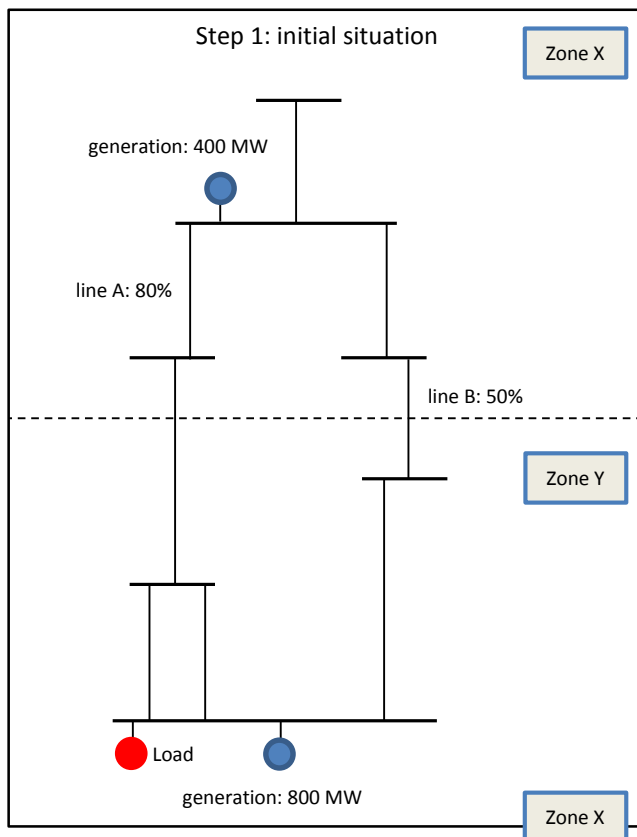 Step 1: initial situation
Zone X
generation: 400 MW
line A: 80%
line B: 50%
Zone Y
Load
generation: 800 MW
Zone X